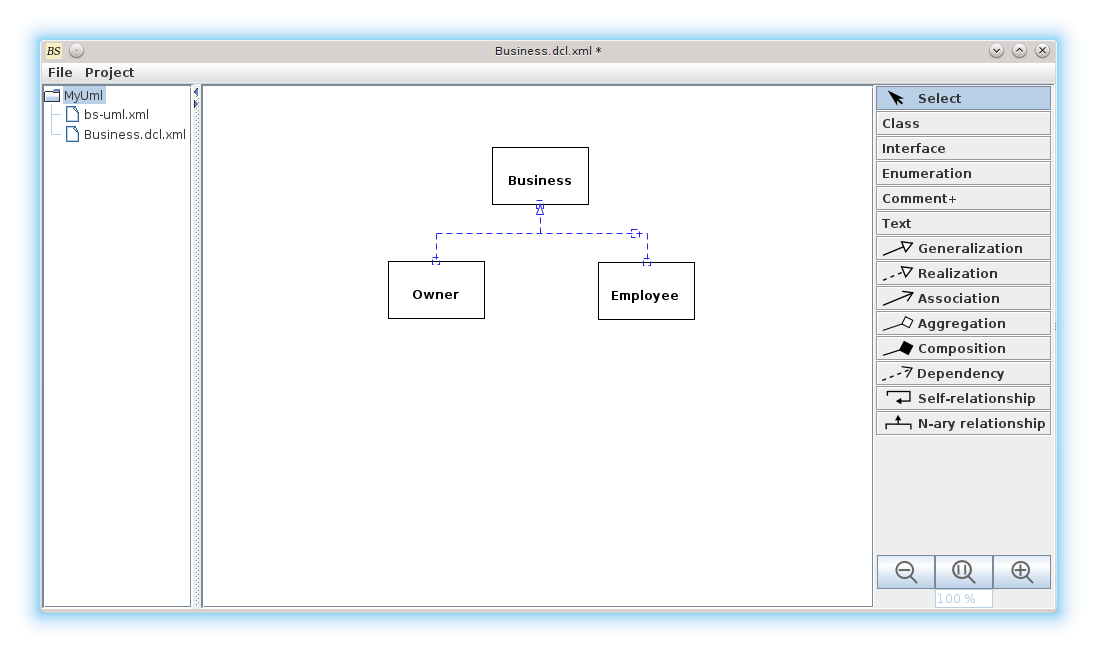 BS
Business.dcl.xml *
File Project
MyUml
bs-uml.xml
Business.dcl.xml
Business
Owner
Employee
Select
Class
Interface
Enumeration
Comment+
Text
Generalization
Realization
Association
Aggregation
Composition
Dependency
Self-relationship
N-ary relationship
100 %